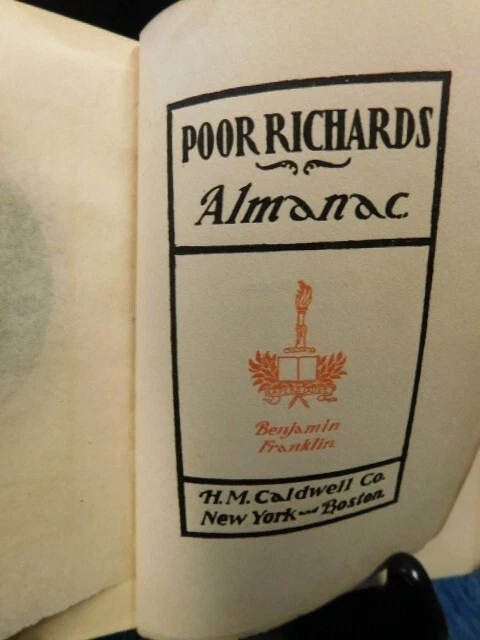 POOR RICHARDS
Almanac.
Benjamin
Franklin.
H.M. Caldwell Co.
New York and Boston.